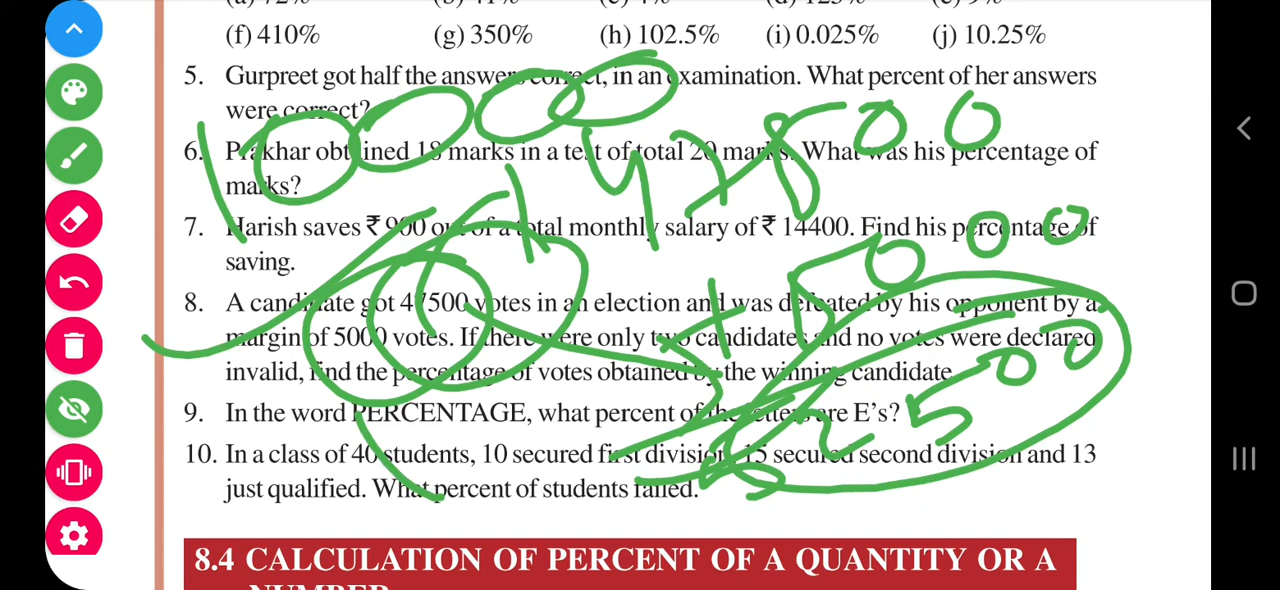 (f) 410% (g) 350% (h) 102.5% (i) 0.025% (j) 10.25%
5. Gurpreet got half the answers correct, in an examination. What percent of her answers
were correct?
6. Prakhar obtained 18 marks in a test of total 20 marks. What was his percentage of
marks?
7. Harish saves ₹ 900 out of a total monthly salary of ₹ 14400. Find his percentage of
saving.
8. A candidate got 47500 votes in an election and was defeated by his opponent by a
margin of 5000 votes. If there were only two candidates and no votes were declared
invalid, find the percentage of votes obtained by the winning candidate.
9. In the word PERCENTAGE, what percent of the letters are E's?
10. In a class of 40 students, 10 secured first division, 15 secured second division and 13
just qualified. What percent of students failed.
8.4 CALCULATION OF PERCENT OF A QUANTITY OR A
NUMBER